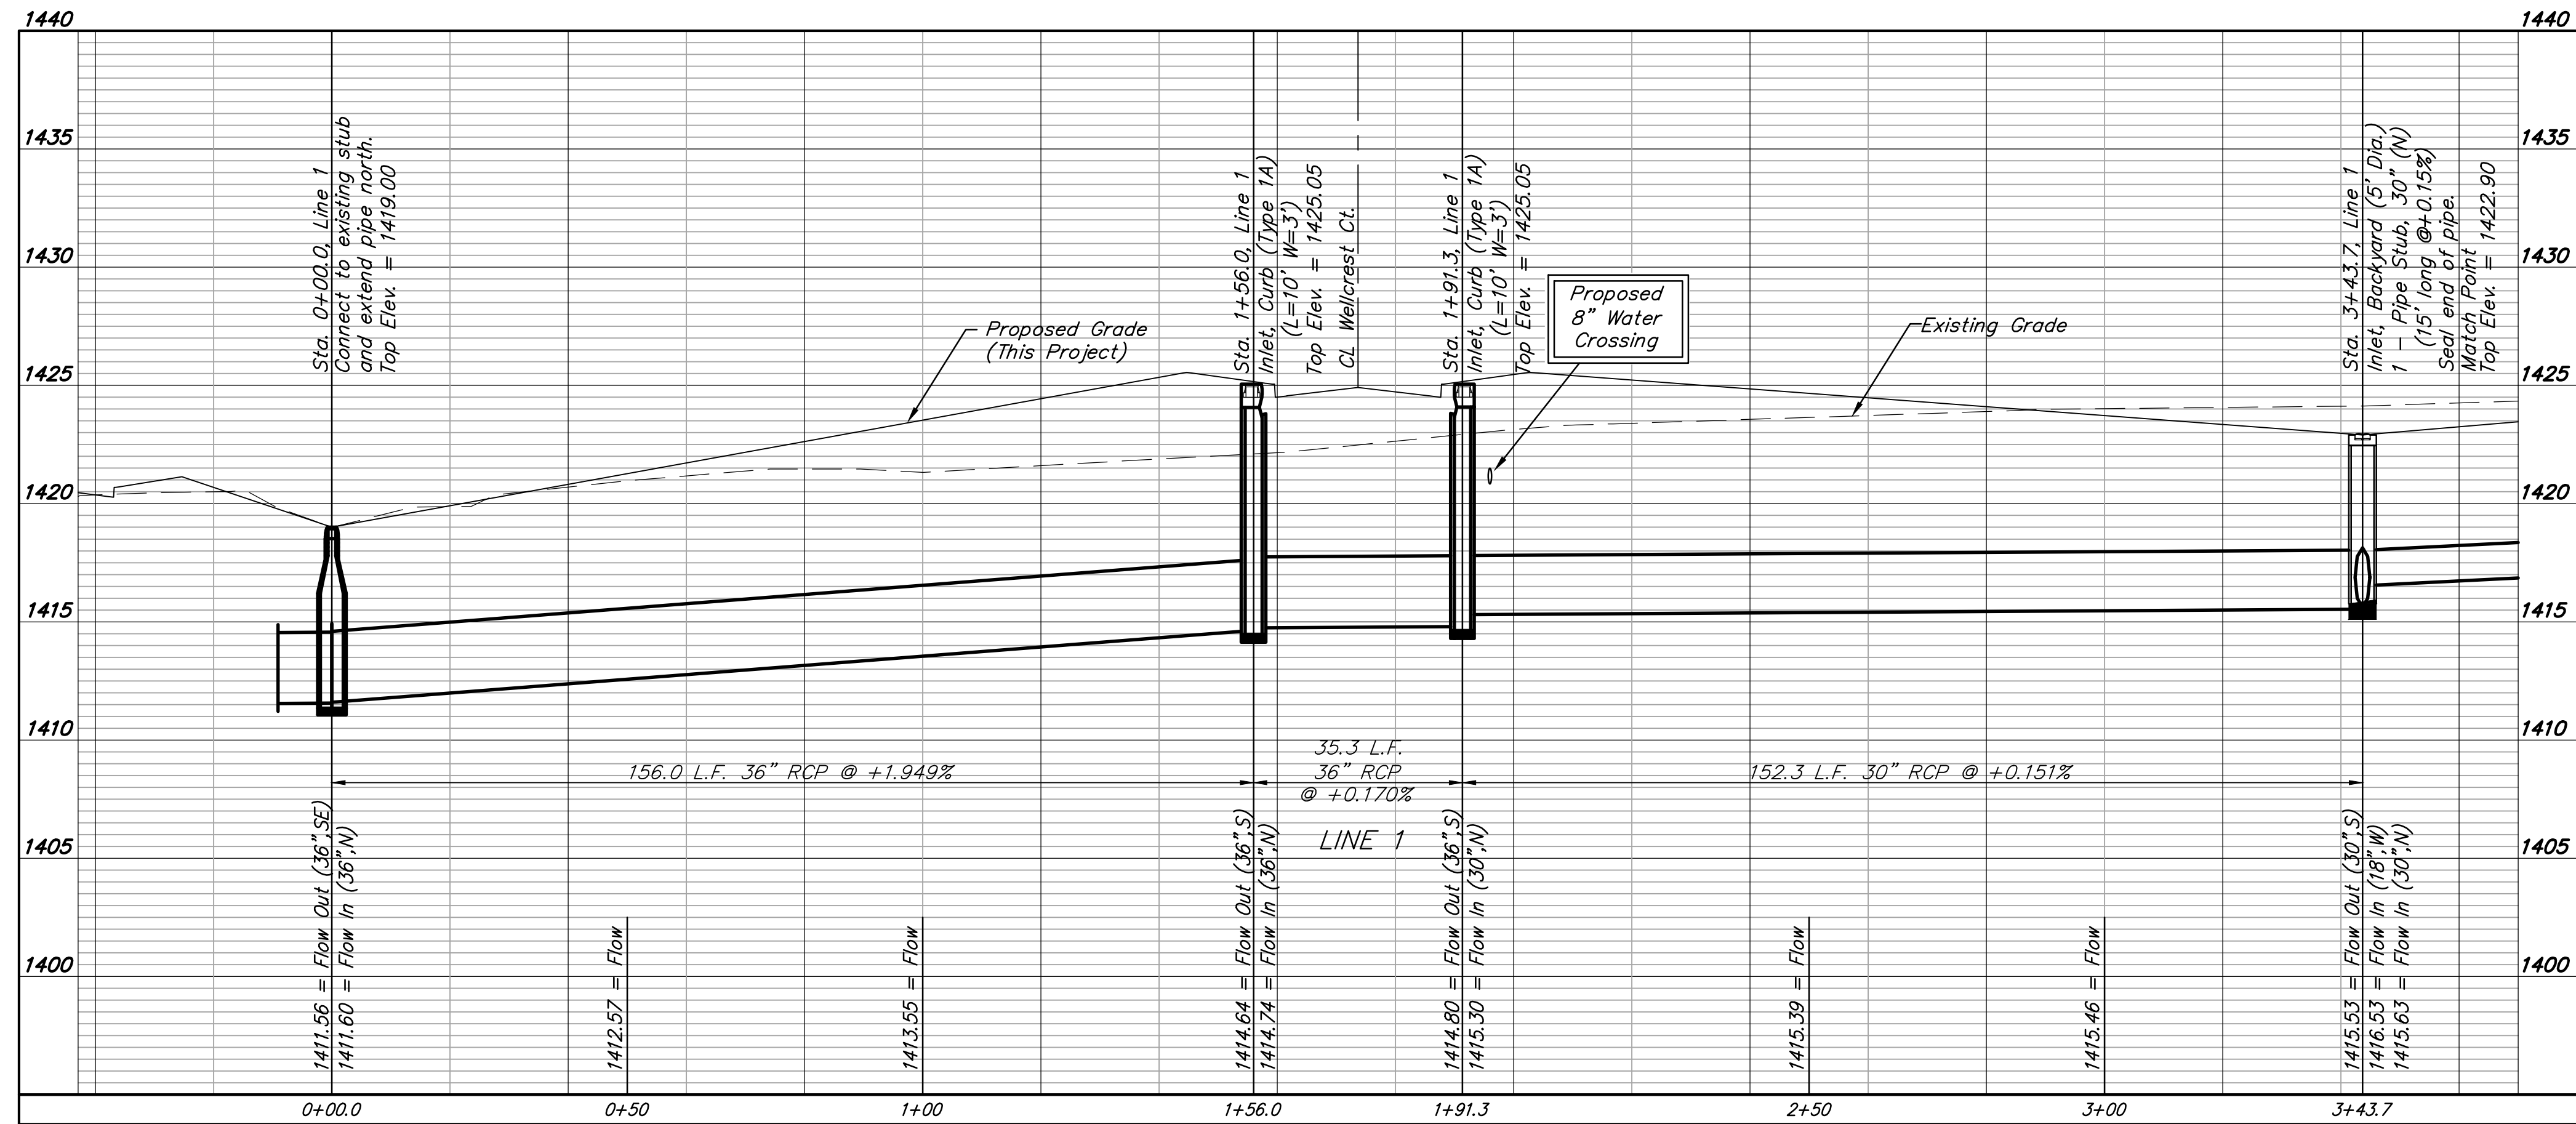 1440
1440
1435
1435
1430
1430
1425
1425
1420
1420
1415
1415
1410
1410
1405
1405
1400
1400
Sta. 0+00.0, Line 1
Connect to existing stub
and extend pipe north.
Top Elev. = 1419.00
Proposed Grade
(This Project)
Sta. 1+56.0, Line 1
Inlet, Curb (Type 1A)
(L=10' W=3')
Top Elev. = 1425.05
CL Wellcrest Ct.
Sta. 1+91.3, Line 1
Inlet, Curb (Type 1A)
(L=10' W=3')
Top Elev. = 1425.05
Proposed
8" Water
Crossing
Existing Grade
Sta. 3+43.7, Line 1
Inlet, Backyard (5' Dia.)
1 - Pipe Stub, 30" (N)
(15' long @+0.15%)
Seal end of pipe.
Match Point
Top Elev. = 1422.90
156.0 L.F. 36" RCP @ +1.949%
35.3 L.F.
36" RCP
@ +0.170%
152.3 L.F. 30" RCP @ +0.151%
LINE 1
1411.56 = Flow Out (36",SE)
1411.60 = Flow In (36",N)
1412.57 = Flow
1413.55 = Flow
1414.64 = Flow Out (36",S)
1414.74 = Flow In (36",N)
1414.80 = Flow Out (36",S)
1415.30 = Flow In (30",N)
1415.39 = Flow
1415.46 = Flow
1415.53 = Flow Out (30",S)
1416.53 = Flow In (18",W)
1415.63 = Flow In (30",N)
0+00.0
0+50
1+00
1+56.0
1+91.3
2+50
3+00
3+43.7